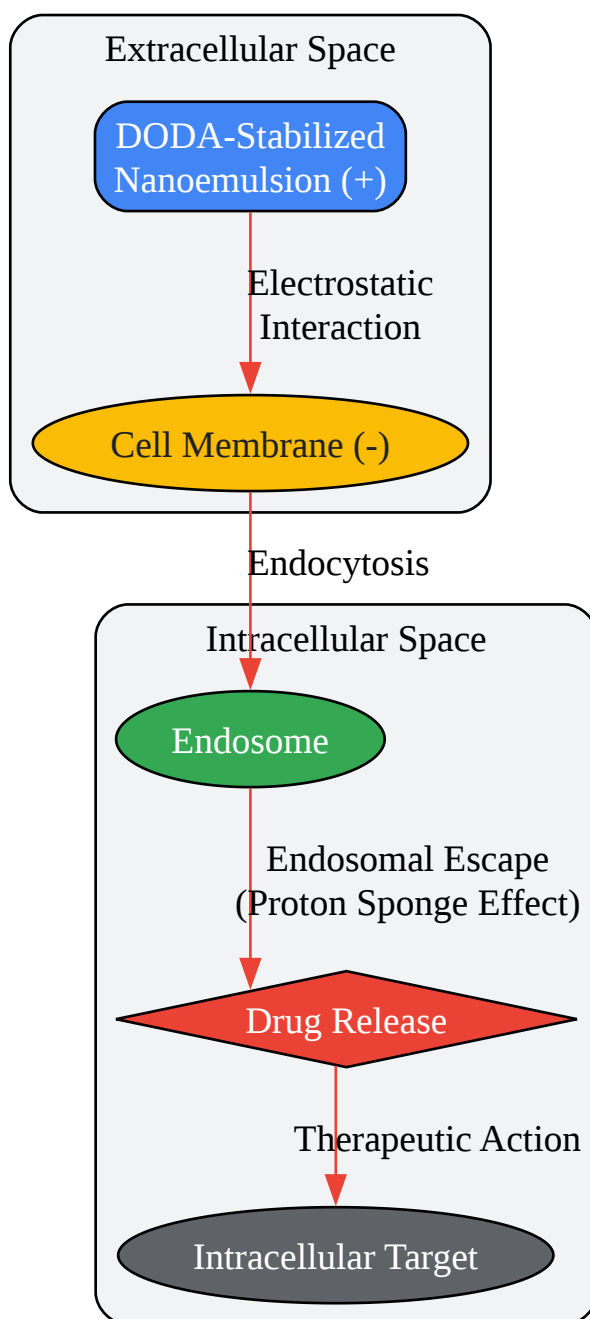 Extracellular Space
DODA-Stabilized
Nanoemulsion (+)
Electrostatic
Interaction
Cell Membrane (-)
Endocytosis
Intracellular Space
Endosome
Endosomal Escape
(Proton Sponge Effect)
Drug Release
Therapeutic Action
Intracellular Target